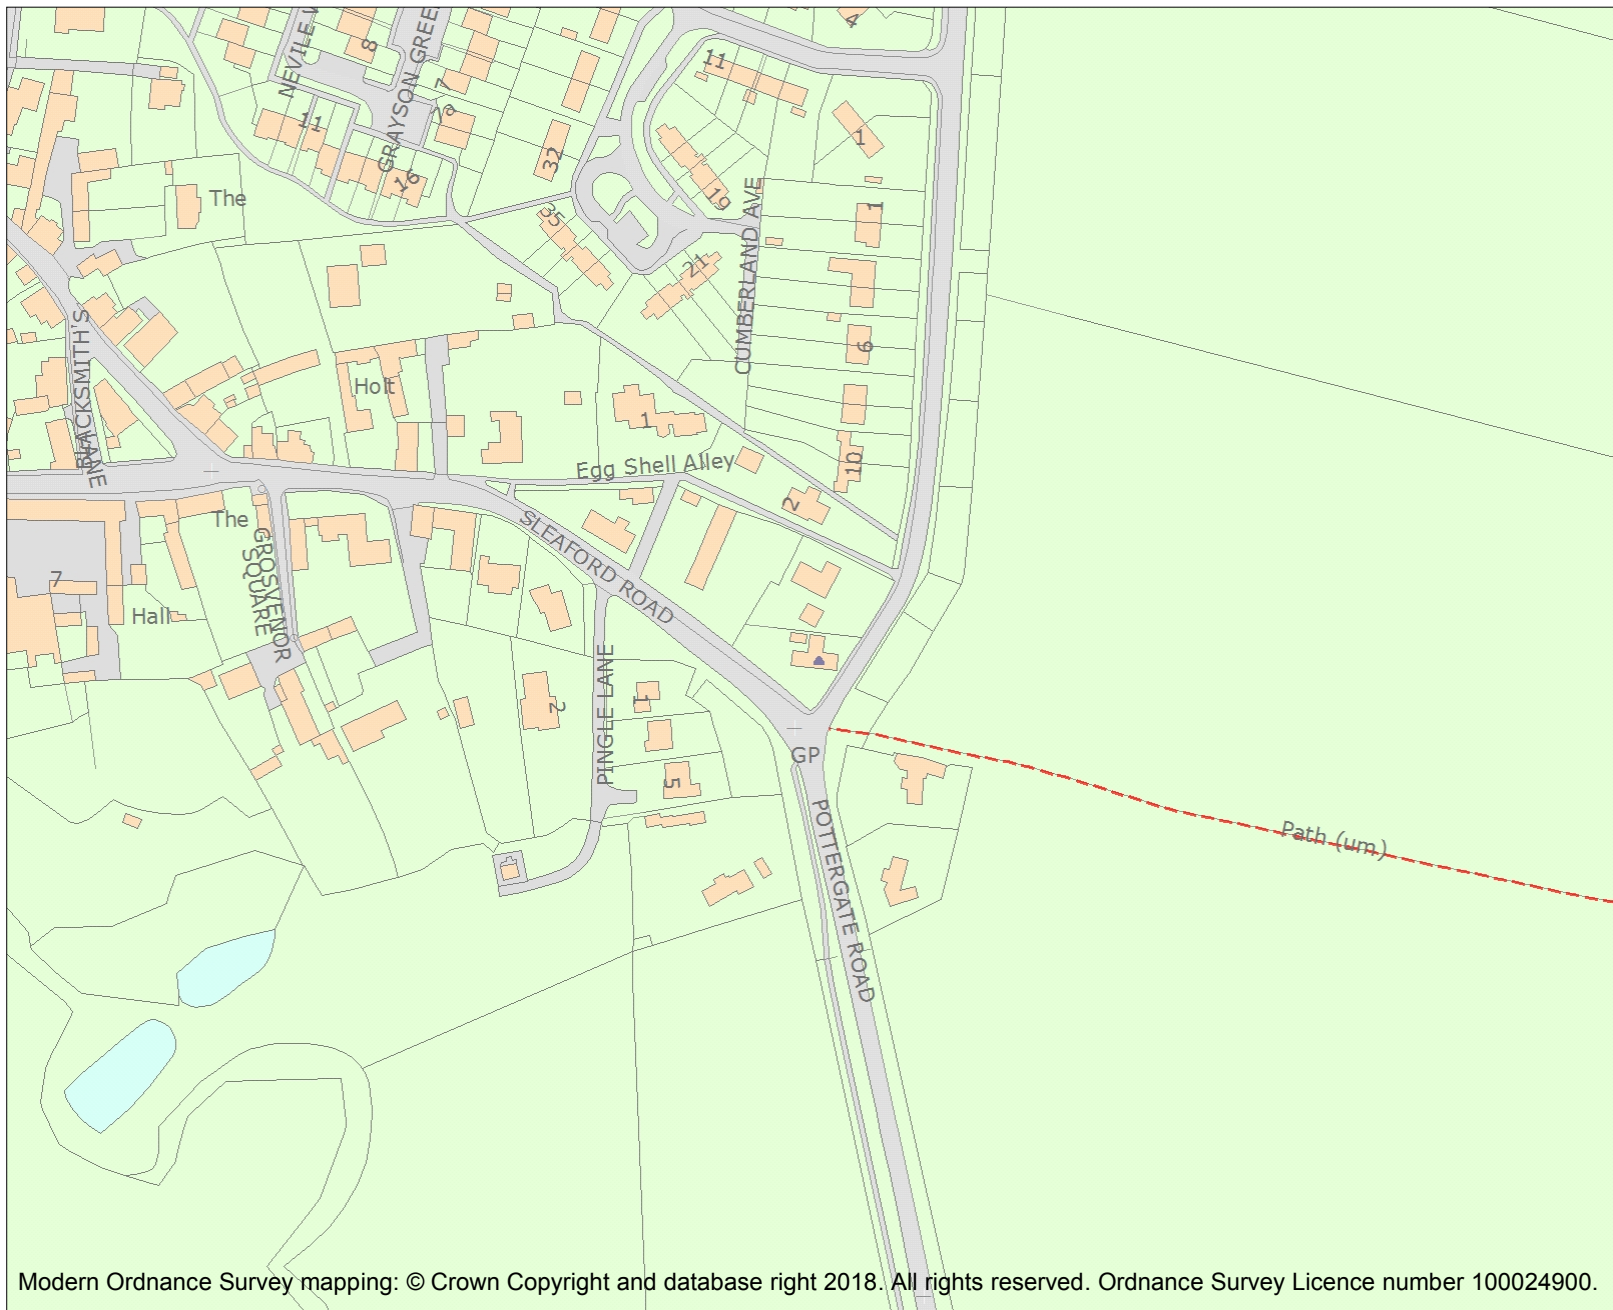 NEVILE
GRAYSON GREE
8
7
7a
11
16
32
4
11
1
19
35
21
1
6
10
CUMBERLAND AVE
The
BLACKSMITH'S
LANE
Holt
1
Egg Shell Alley
2
SLEAFORD ROAD
The
GROSVENOR
SQUARE
7
Hall
PINGLE LANE
2
1
5
GP
POTTERGATE ROAD
Path (um)
Modern Ordnance Survey mapping: © Crown Copyright and database right 2018. All rights reserved. Ordnance Survey Licence number 100024900.